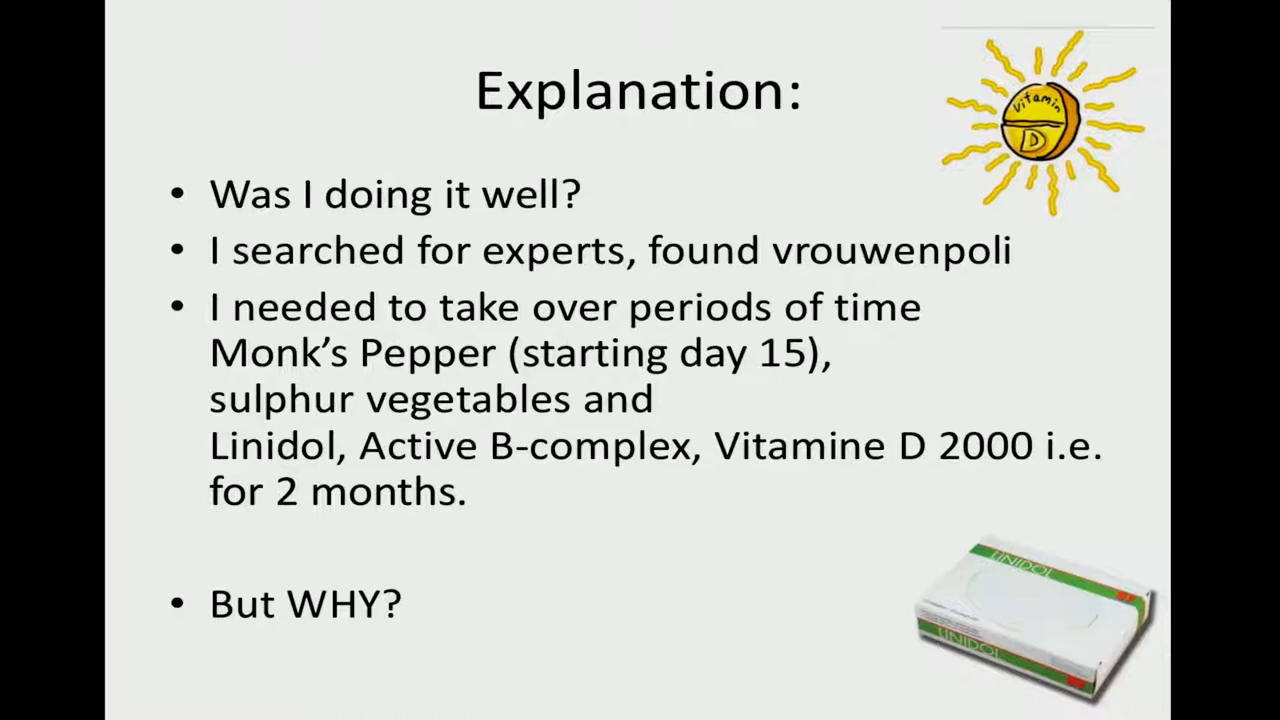 Explanation:
vitamin
D
• Was I doing it well?
• I searched for experts, found vrouwenpoli
• I needed to take over periods of time
Monk’s Pepper (starting day 15),
sulphur vegetables and
Linidol, Active B-complex, Vitamine D 2000 i.e.
for 2 months.
• But WHY?
LINIDOL
LINIDOL